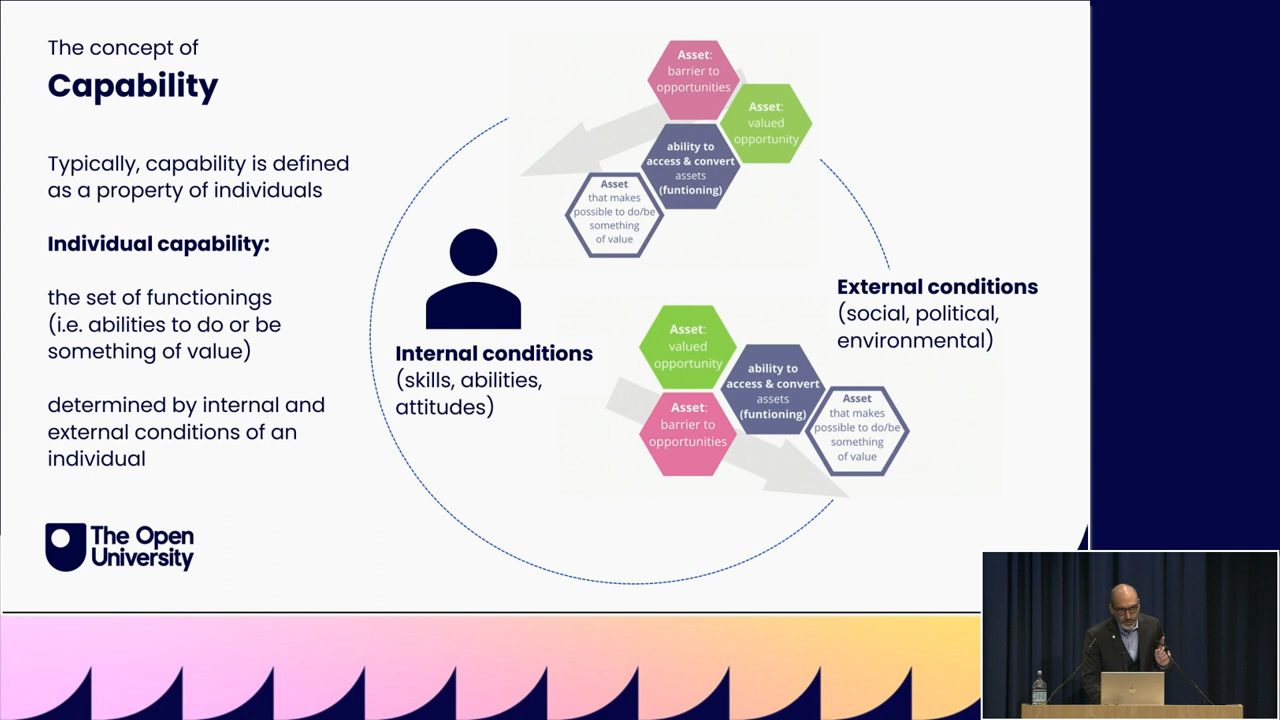 The concept of
Capability
Typically, capability is defined
as a property of individuals
Individual capability:
the set of functionings
(i.e. abilities to do or be
something of value)
determined by internal and
external conditions of an
individual
The Open
University
Asset:
barrier to
opportunities
Asset:
valued
opportunity
ability to
access & convert
assets
(funtioning)
Asset
that makes
possible to do/be
something
of value
Internal conditions
(skills, abilities,
attitudes)
External conditions
(social, political,
environmental)
Asset:
valued
opportunity
Asset:
barrier to
opportunities
ability to
access & convert
assets
(funtioning)
Asset
that makes
possible to do/be
something
of value